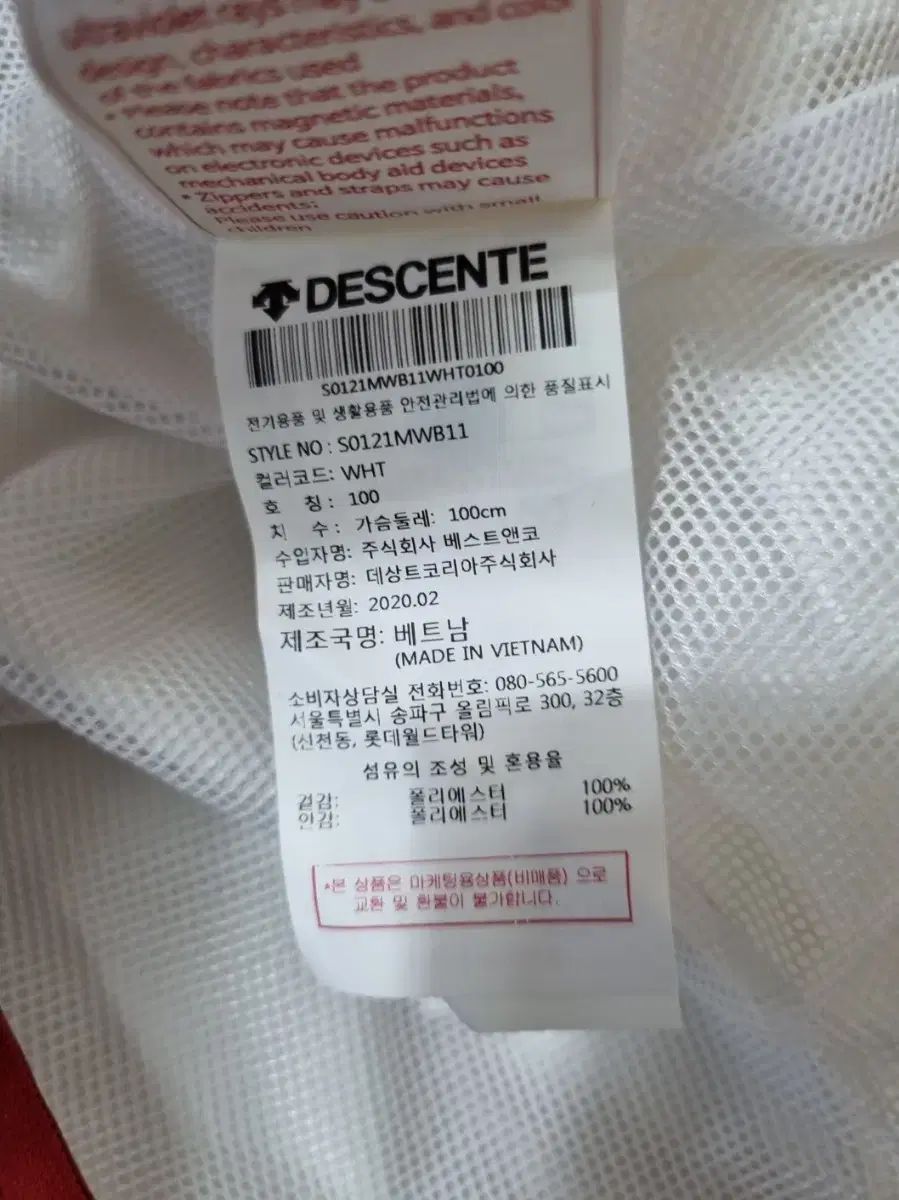 ultraviolet rays may
design, characteristics, and color
of the fabrics used
* Please note that the product
contains magnetic materials,
which may cause malfunctions
on electronic devices such as
mechanical body aid devices
* Zippers and straps may cause
accidents:
Please use caution with small
children
DESCENTE
S0121MWB11WHT0100
전기용품 및 생활용품 안전관리법에 의한 품질표시
STYLE NO : S0121MWB11
컬러코드: WHT
호 칭 : 100
치 수 : 가슴둘레: 100cm
수입자명: 주식회사 베스트앤코
판매자명: 데상트코리아주식회사
제조년월: 2020.02
제조국명: 베트남
(MADE IN VIETNAM)
소비자상담실 전화번호: 080-565-5600
서울특별시 송파구 올림픽로 300, 32층
(신천동, 롯데월드타워)
섬유의 조성 및 혼용율
겉감: 폴리에스터 100%
안감: 폴리에스터 100%
*본 상품은 마케팅용상품(비매품) 으로
교환 및 환불이 불가합니다.